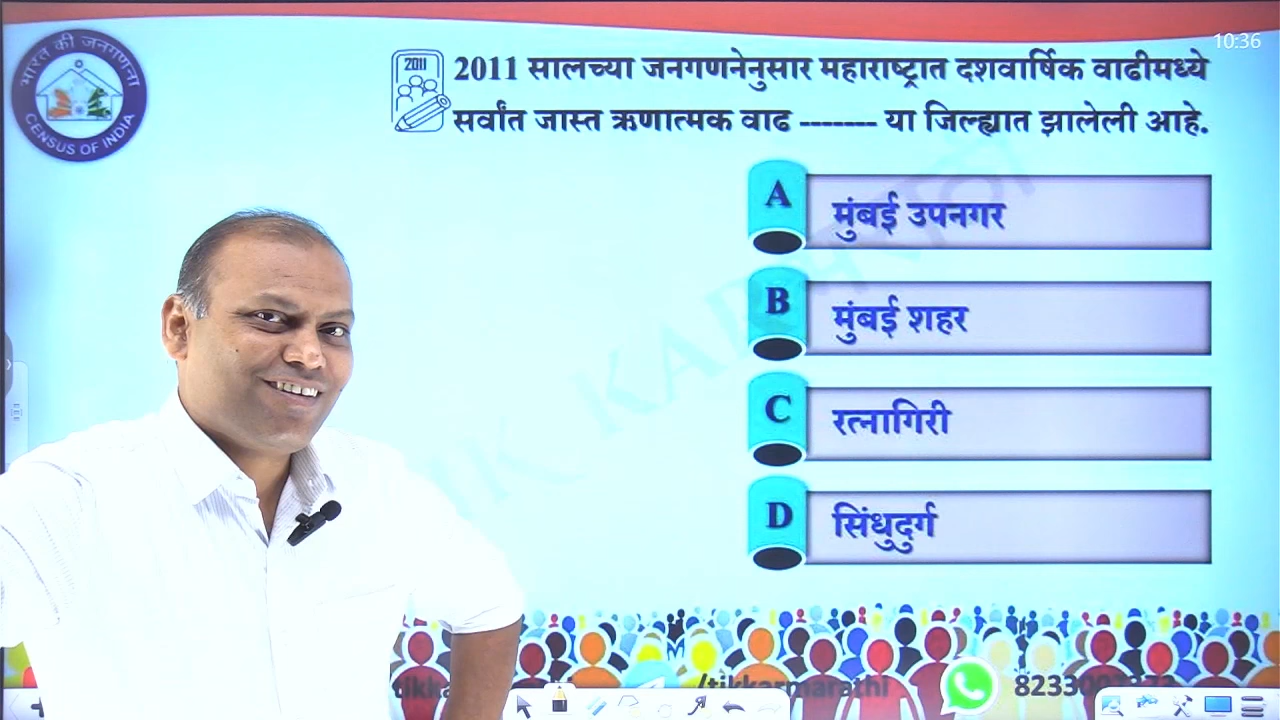 10:36
भारत की जनगणना
CENSUS OF INDIA
2011
2011 सालच्या जनगणनेनुसार महाराष्ट्रात दशवार्षिक वाढीमध्ये
सर्वांत जास्त ऋणात्मक वाढ ------- या जिल्ह्यात झालेली आहे.
A मुंबई उपनगर
B मुंबई शहर
C रत्नागिरी
D सिंधुदुर्ग
/tikkarmarathi